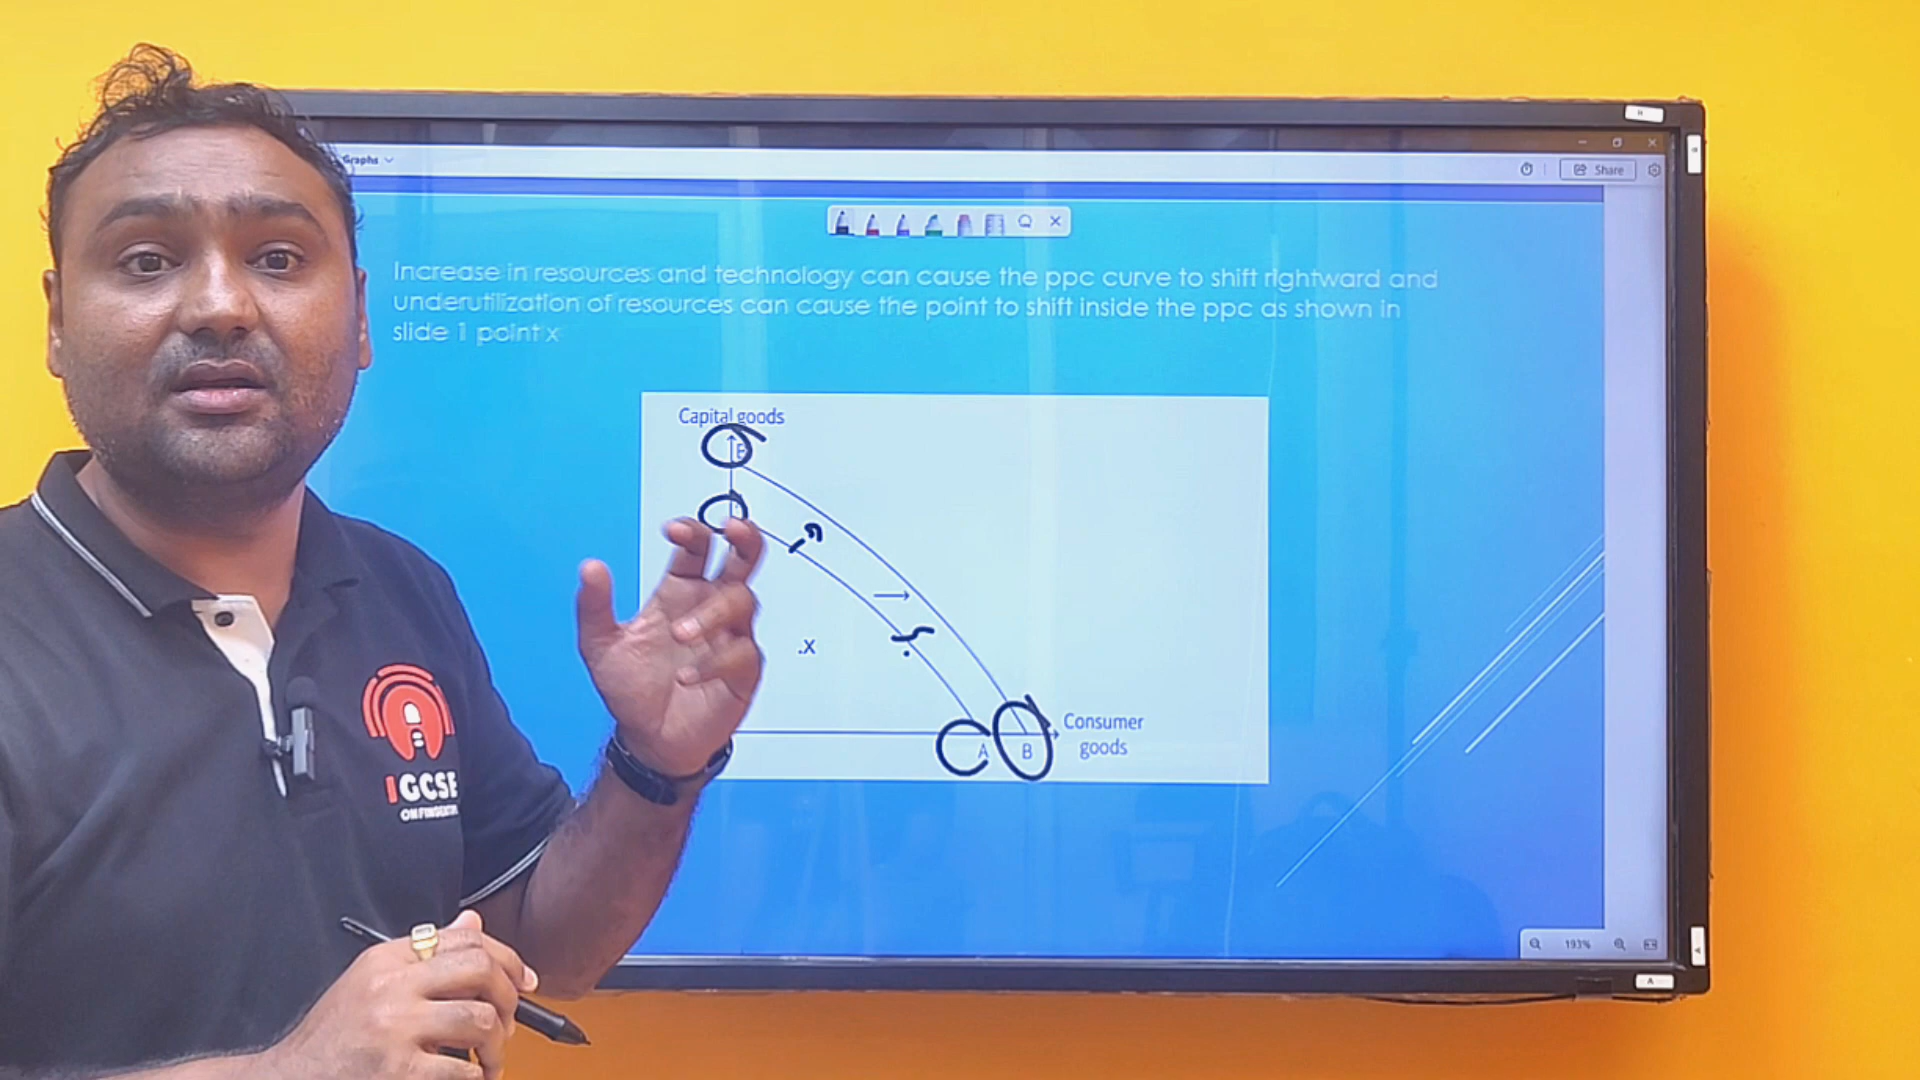 Graphs
Share
Increase in resources and technology can cause the ppc curve to shift rightward and
underutilization of resources can cause the point to shift inside the ppc as shown in
slide 1 point x
Capital goods
.X
Consumer
goods
A B
IGCSE
193%